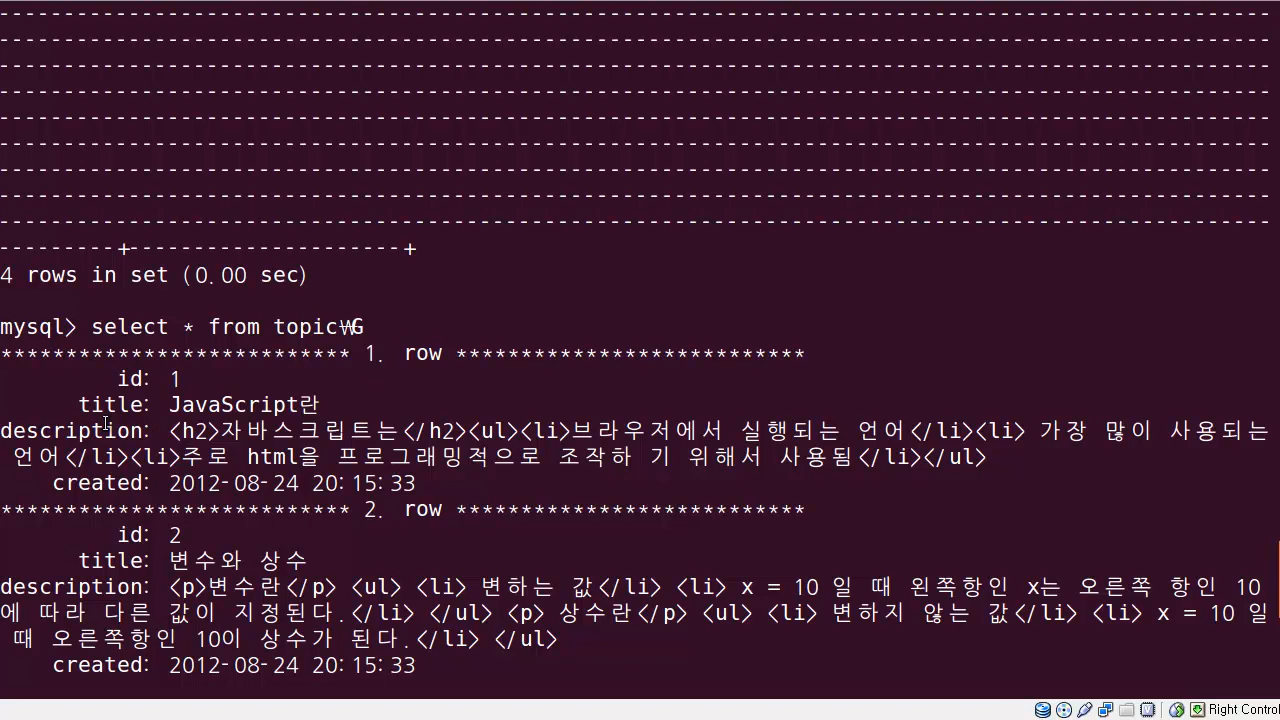 --------------------------------------------------------------------------------------------------
--------------------------------------------------------------------------------------------------
--------------------------------------------------------------------------------------------------
--------------------------------------------------------------------------------------------------
--------------------------------------------------------------------------------------------------
--------------------------------------------------------------------------------------------------
--------------------------------------------------------------------------------------------------
--------------------------------------------------------------------------------------------------
--------------------------------------------------------------------------------------------------
---------+---------------------+
4 rows in set (0.00 sec)
mysql> select * from topic₩G
*************************** 1. row ***************************
id: 1
title: JavaScript란
description: <h2>자바스크립트는</h2><ul><li>브라우저에서 실행되는 언어</li><li> 가장 많이 사용되는
언어</li><li>주로 html을 프로그래밍적으로 조작하 기 위해서 사용됨</li></ul>
created: 2012-08-24 20:15:33
*************************** 2. row ***************************
id: 2
title: 변수와 상수
description: <p>변수란</p> <ul> <li> 변하는 값</li> <li> x = 10 일 때 왼쪽항인 x는 오른쪽 항인 10
에 따라 다른 값이 지정된다.</li> </ul> <p> 상수란</p> <ul> <li> 변하지 않는 값</li> <li> x = 10 일
때 오른쪽항인 10이 상수가 된다.</li> </ul>
created: 2012-08-24 20:15:33
Right Control